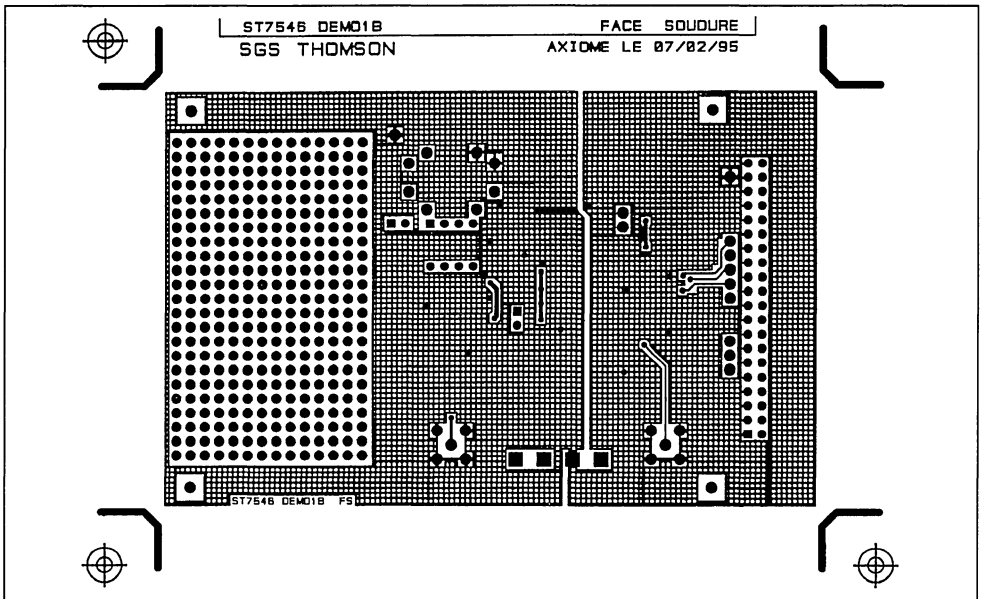 ST7546 DEMO1B FACE SOUDURE
SGS THOMSON AXIOME LE 07/02/95
ST7546 DEMO1B FS